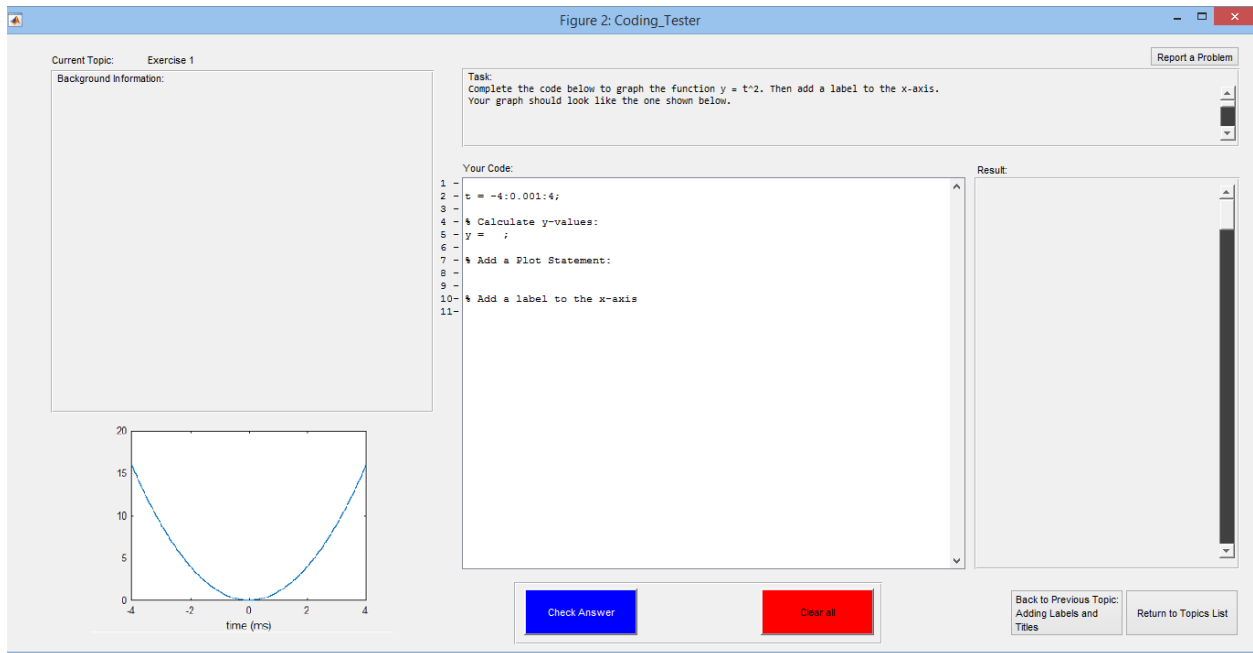 Figure 2: Coding_Tester
Current Topic: Exercise 1
Report a Problem
Background Information:
Task:
Complete the code below to graph the function y = t^2. Then add a label to the x-axis.
Your graph should look like the one shown below.
Your Code:
Result:
1 -
2 - t = -4:0.001:4;
3 -
4 - % Calculate y-values:
5 - y =   ;
6 -
7 - % Add a Plot Statement:
8 -
9 -
10- % Add a label to the x-axis
11-
20
15
10
5
0
-4 -2 0 2 4
time (ms)
Check Answer
Clear all
Back to Previous Topic:
Adding Labels and
Titles
Return to Topics List